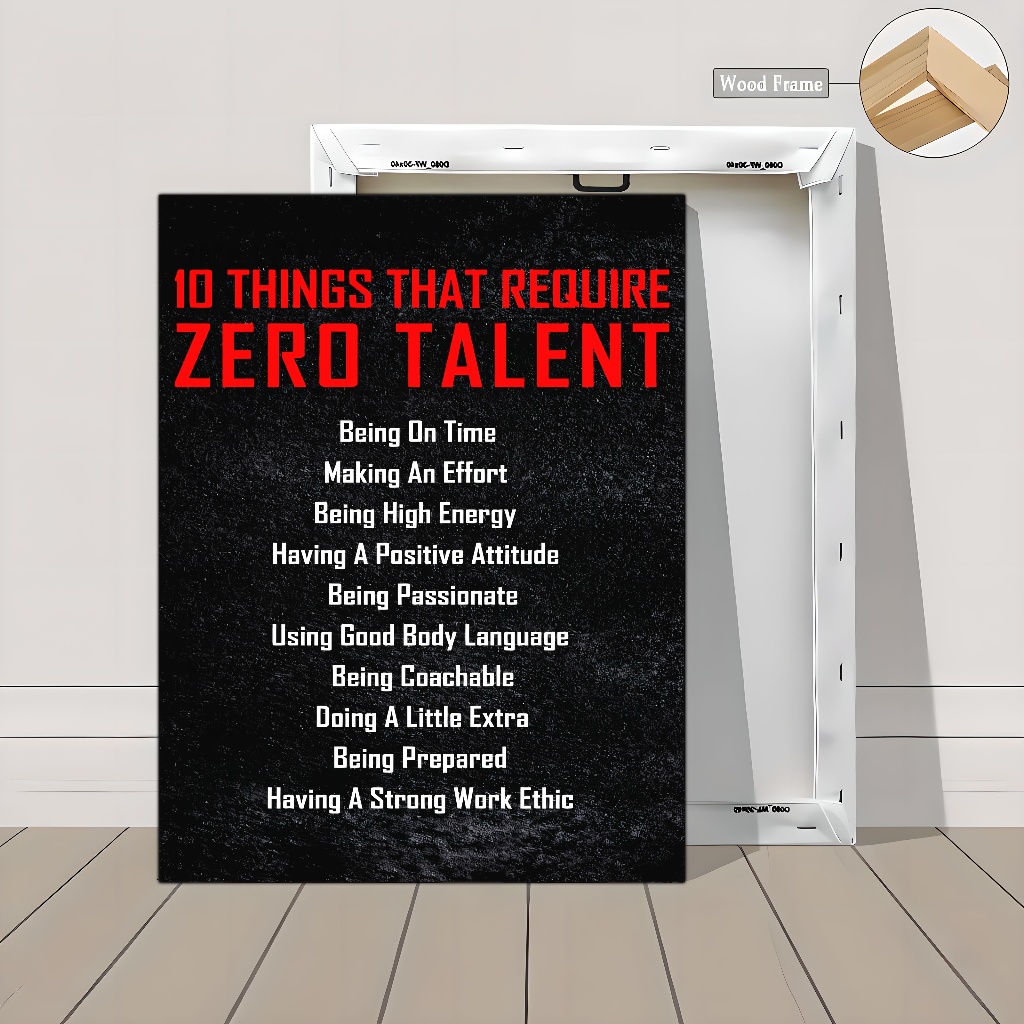 Wood Frame
10 THINGS THAT REQUIRE
ZERO TALENT
Being On Time
Making An Effort
Being High Energy
Having A Positive Attitude
Being Passionate
Using Good Body Language
Being Coachable
Doing A Little Extra
Being Prepared
Having A Strong Work Ethic